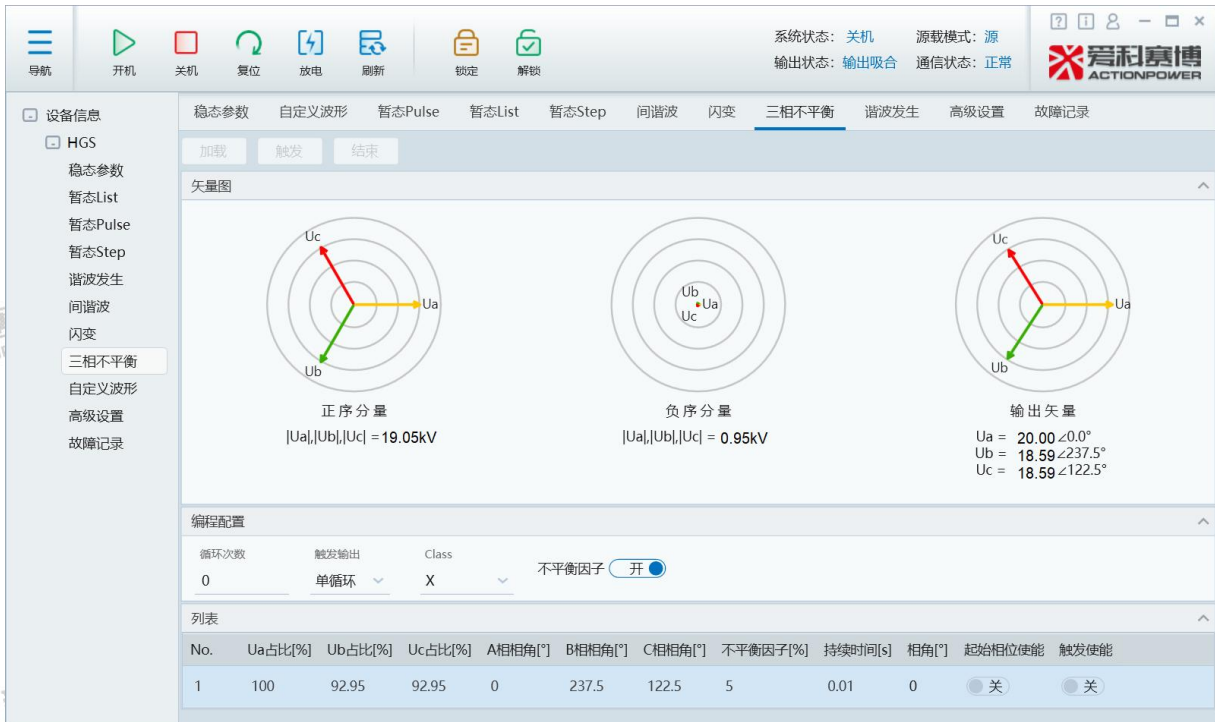 导航
开机
关机
复位
放电
刷新
锁定
解锁
系统状态: 关机 源载模式: 源
输出状态: 输出吸合 通信状态: 正常
爱科赛博
ACTIONPOWER
设备信息
HGS
稳态参数
暂态List
暂态Pulse
暂态Step
谐波发生
间谐波
闪变
三相不平衡
自定义波形
高级设置
故障记录
稳态参数 自定义波形 暂态Pulse 暂态List 暂态Step 间谐波 闪变 三相不平衡 谐波发生 高级设置 故障记录
加载 触发 结束
矢量图
Uc
Ua
Ub
正序分量
|Ua|,|Ub|,|Uc| = 19.05kV
Ub
Ua
Uc
负序分量
|Ua|,|Ub|,|Uc| = 0.95kV
Uc
Ua
Ub
输出矢量
Ua = 20.00∠0.0°
Ub = 18.59∠237.5°
Uc = 18.59∠122.5°
编程配置
循环次数 触发输出 Class
0 单循环 X 不平衡因子 开
列表
No. Ua占比[%] Ub占比[%] Uc占比[%] A相相角[°] B相相角[°] C相相角[°] 不平衡因子[%] 持续时间[s] 相角[°] 起始相位使能 触发使能
1 100 92.95 92.95 0 237.5 122.5 5 0.01 0 关 关